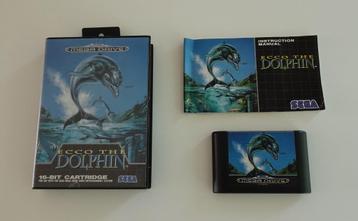 MEGA DRIVE
ECCO THE
DOLPHIN
16-BIT CARTRIDGE
SEGA
INSTRUCTION
MANUAL
ECCO THE
DOLPHIN
SEGA
MEGA DRIVE